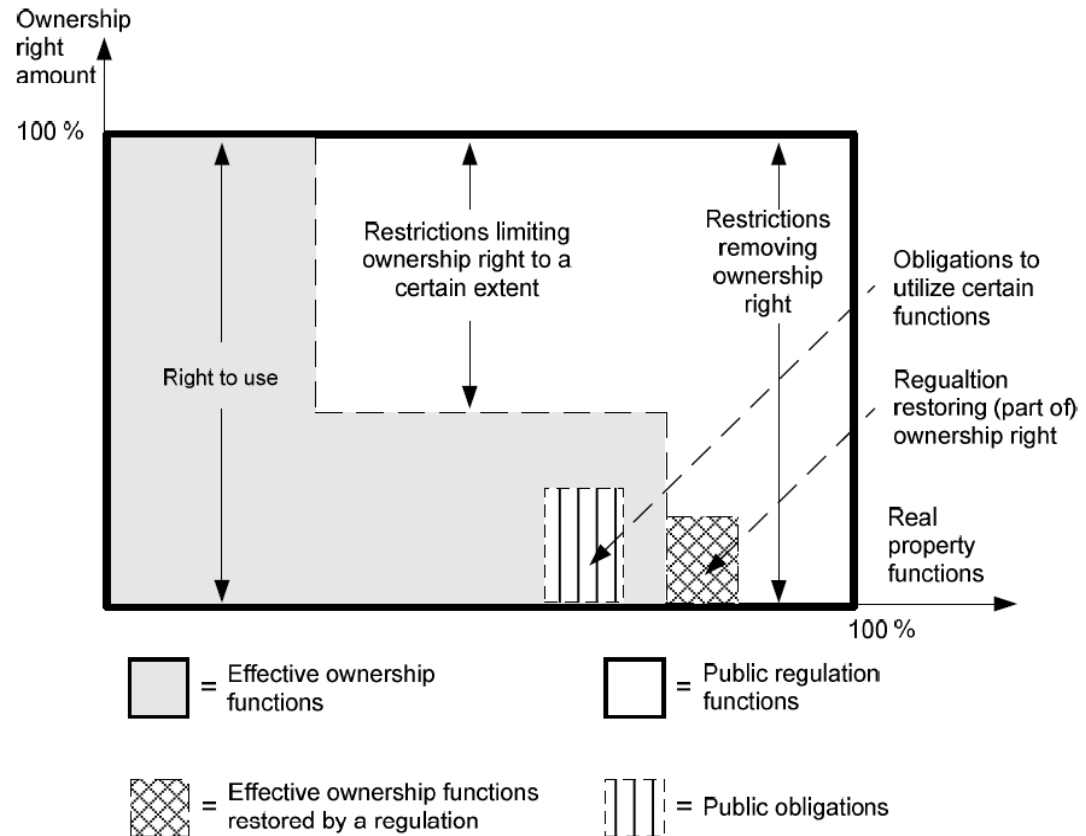 Ownership
right
amount
100 %
Right to use
Restrictions limiting
ownership right to a
certain extent
Restrictions
removing
ownership
right
Obligations to
utilize certain
functions
Regualtion
restoring (part of)
ownership right
Real
property
functions
100 %
= Effective ownership
functions
= Public regulation
functions
= Effective ownership functions
restored by a regulation
= Public obligations